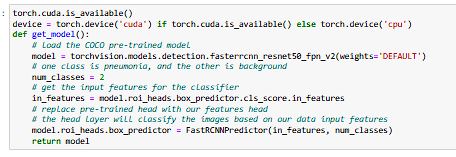 torch.cuda.is_available()
device = torch.device('cuda') if torch.cuda.is_available() else torch.device('cpu')
def get_model():
    # Load the COCO pre-trained model
    model = torchvision.models.detection.fasterrcnn_resnet50_fpn_v2(weights='DEFAULT')
    # one class is pneumonia, and the other is background
    num_classes = 2
    # get the input features for the classifier
    in_features = model.roi_heads.box_predictor.cls_score.in_features
    # replace pre-trained head with our features head
    # the head layer will classify the images based on our data input features
    model.roi_heads.box_predictor = FastRCNNPredictor(in_features, num_classes)
    return model